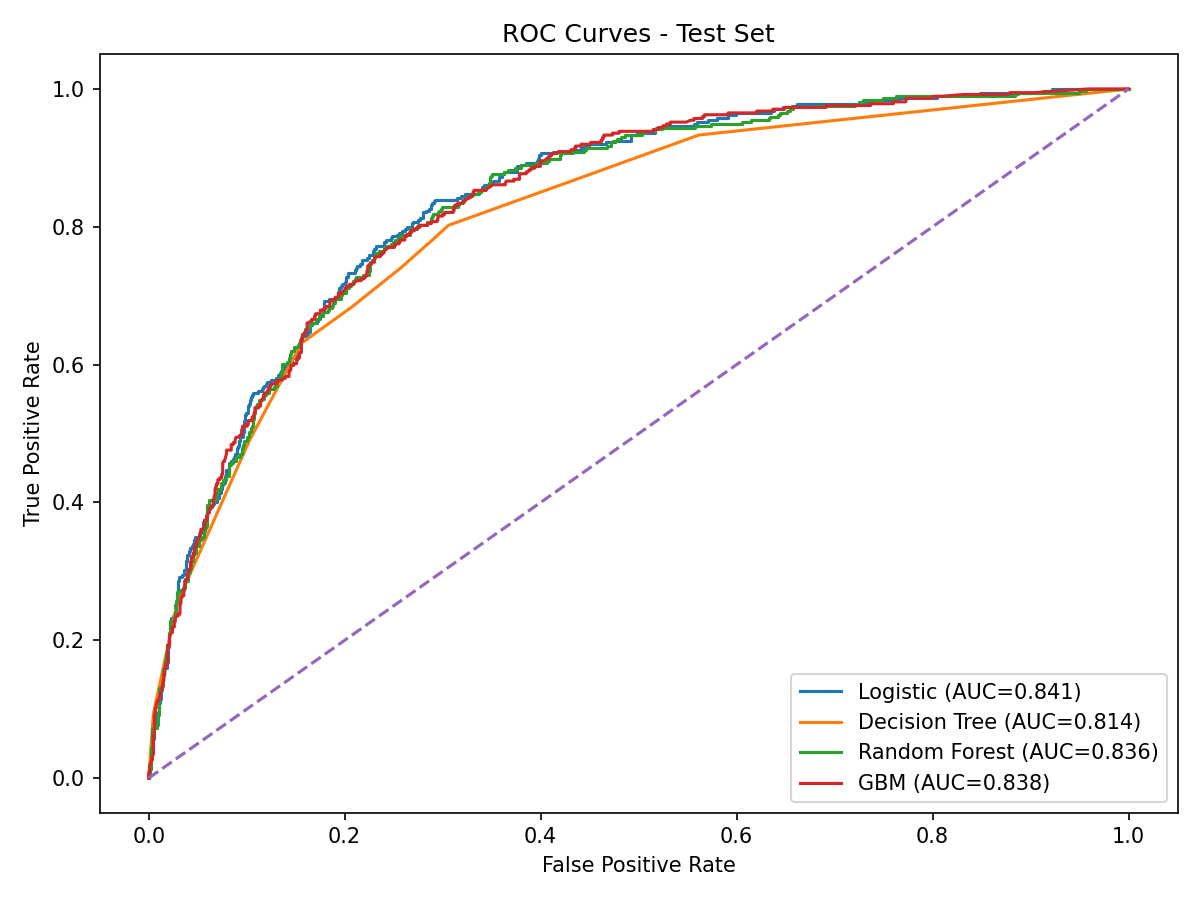 ROC Curves - Test Set
True Positive Rate
1.0
0.8
0.6
0.4
0.2
0.0
Logistic (AUC=0.841)
Decision Tree (AUC=0.814)
Random Forest (AUC=0.836)
GBM (AUC=0.838)
0.0 0.2 0.4 0.6 0.8 1.0
False Positive Rate